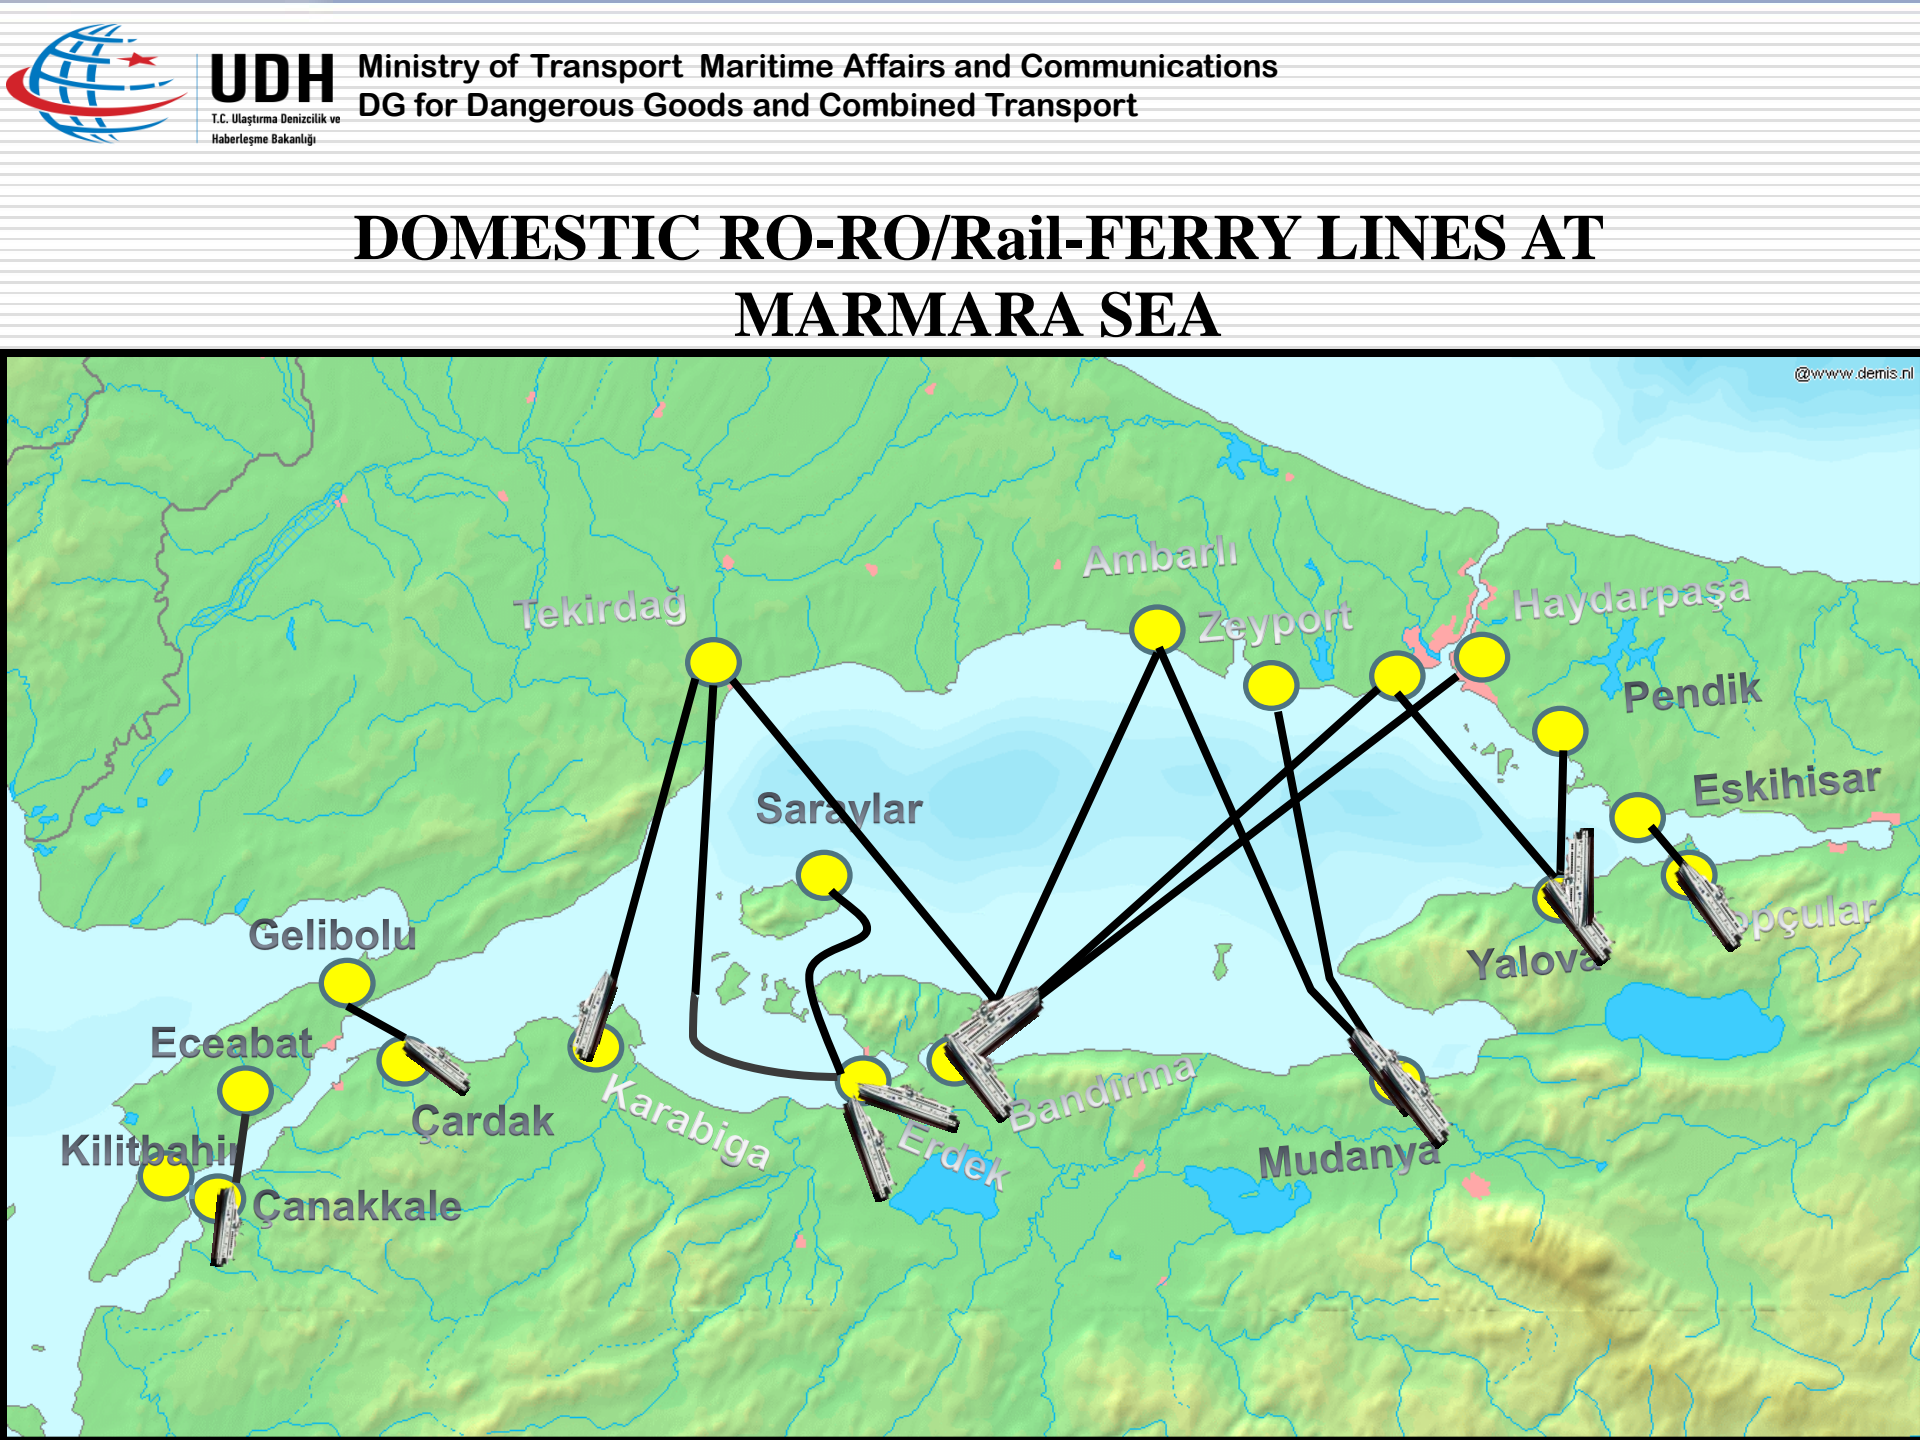 UDH
T.C. Ulaştırma Denizcilik ve
Haberleşme Bakanlığı
Ministry of Transport Maritime Affairs and Communications
DG for Dangerous Goods and Combined Transport
DOMESTIC RO-RO/Rail-FERRY LINES AT
MARMARA SEA
@www.demis.nl
Ambarlı
Tekirdağ
Zeyport
Haydarpaşa
Pendik
Eskihisar
Saraylar
Gelibolu
opçular
Yalova
Eceabat
Çardak
Karabiga
Bandırma
Erdek
Kilitbahir
Mudanya
Çanakkale